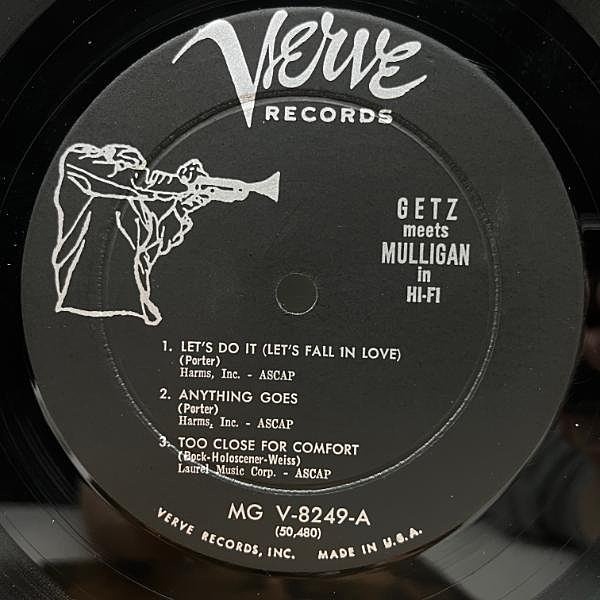 Verve
RECORDS
GETZ
meets
MULLIGAN
in
HI-FI
1. LET'S DO IT (LET'S FALL IN LOVE)
(Porter)
Harms, Inc. - ASCAP
2. ANYTHING GOES
(Porter)
Harms, Inc. - ASCAP
3. TOO CLOSE FOR COMFORT
(Bock-Holoscener-Weiss)
Laurel Music Corp. - ASCAP
MG V-8249-A
(50,480)
VERVE RECORDS, INC. MADE IN U.S.A.